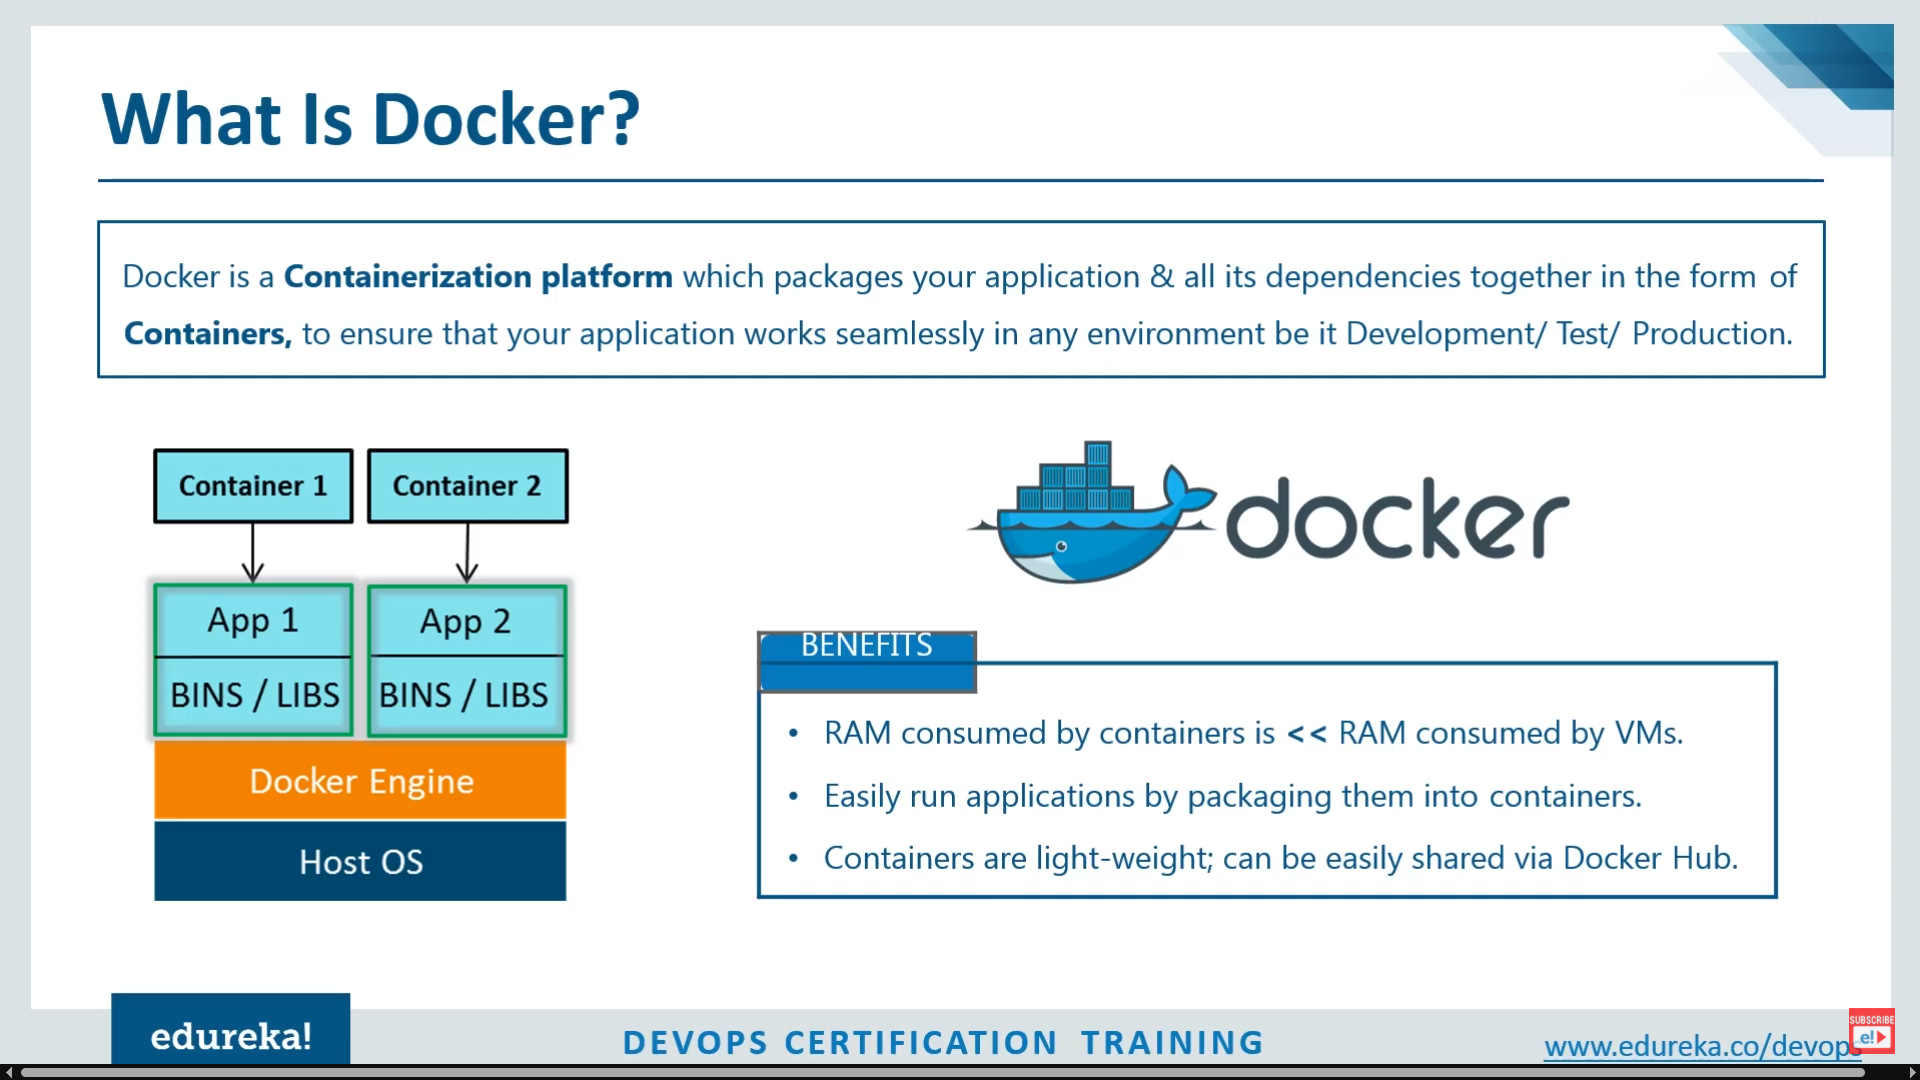 What Is Docker?
Docker is a Containerization platform which packages your application & all its dependencies together in the form of
Containers, to ensure that your application works seamlessly in any environment be it Development/ Test/ Production.
Container 1
Container 2
App 1
App 2
BINS / LIBS
BINS / LIBS
Docker Engine
Host OS
docker
BENEFITS
• RAM consumed by containers is << RAM consumed by VMs.
• Easily run applications by packaging them into containers.
• Containers are light-weight; can be easily shared via Docker Hub.
edureka!
DEVOPS CERTIFICATION TRAINING
www.edureka.co/devops
SUBSCRIBE
e!